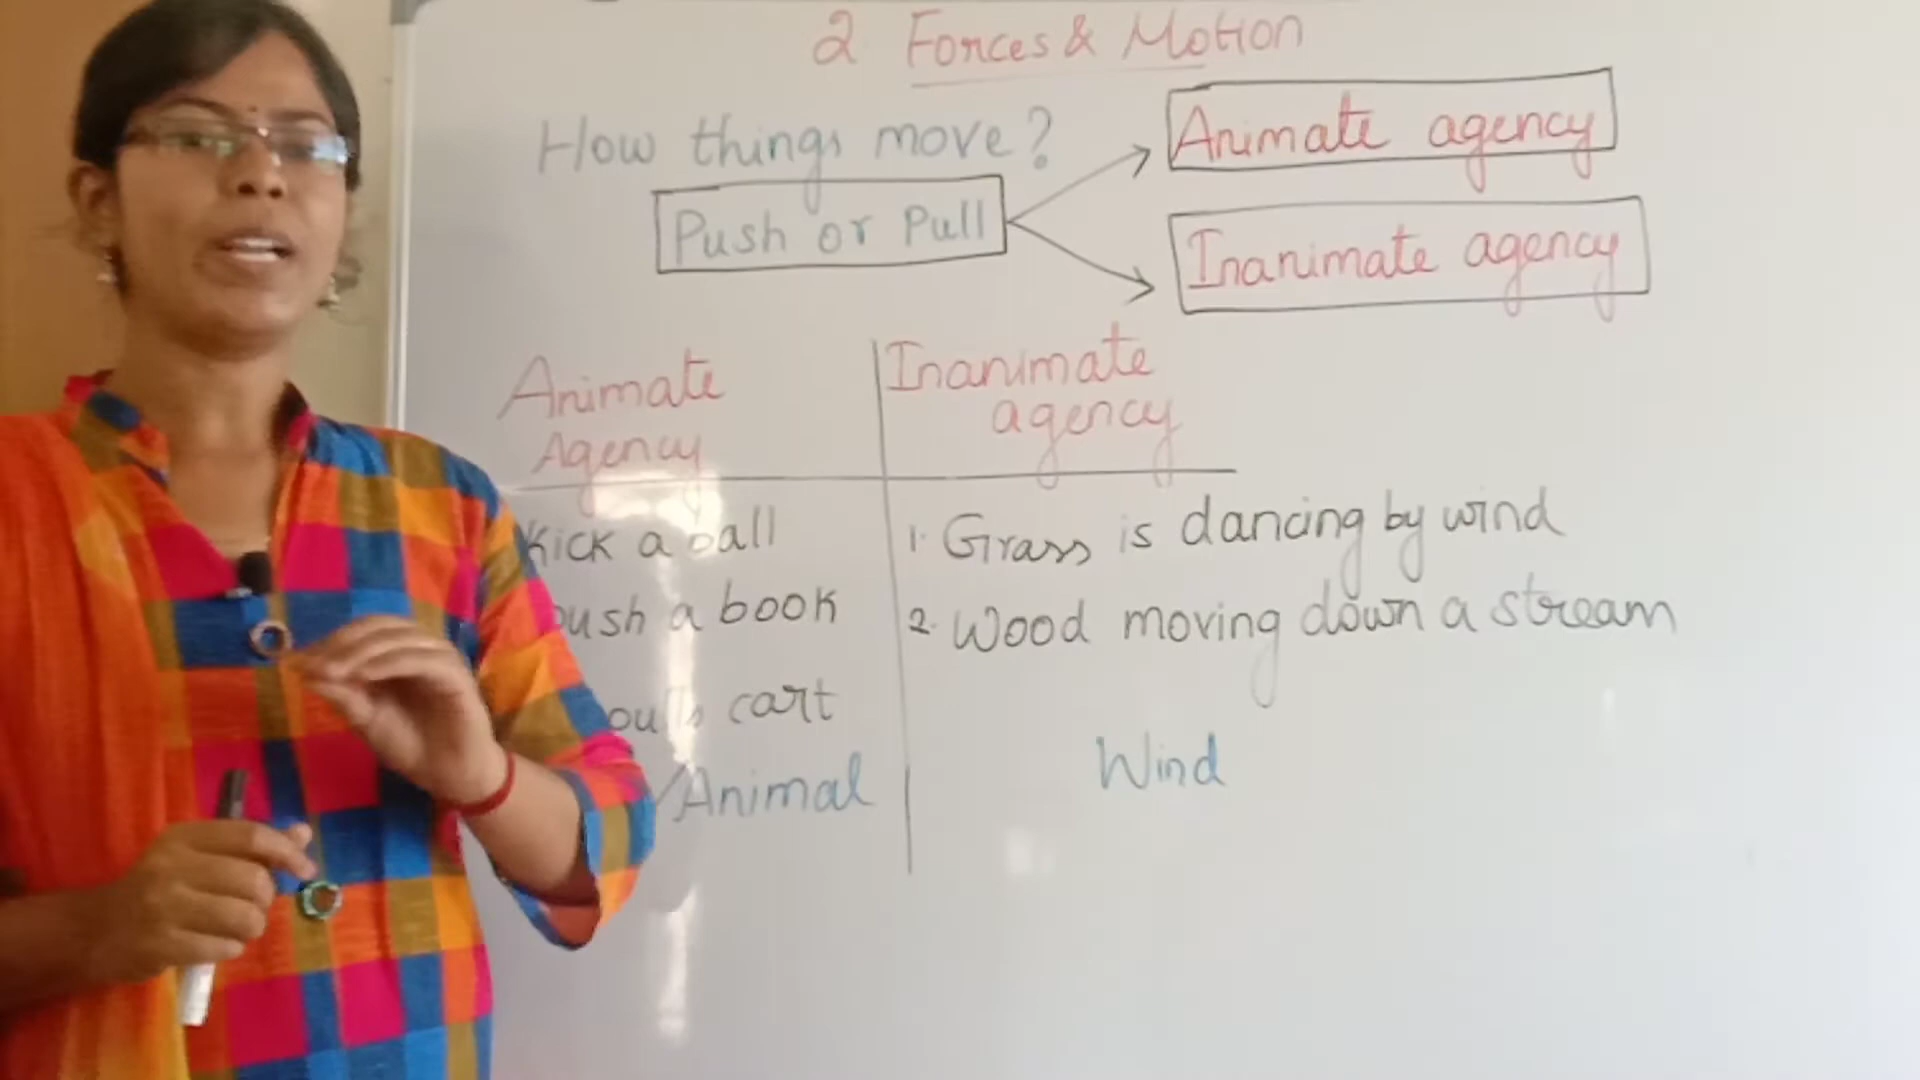 2 Forces & Motion
How things move?
Push or Pull
Animate agency
Inanimate agency
Animate
Agency
Inanimate
agency
Kick a ball
push a book
pulls cart
/Animal
1. Grass is dancing by wind
2. Wood moving down a stream
Wind